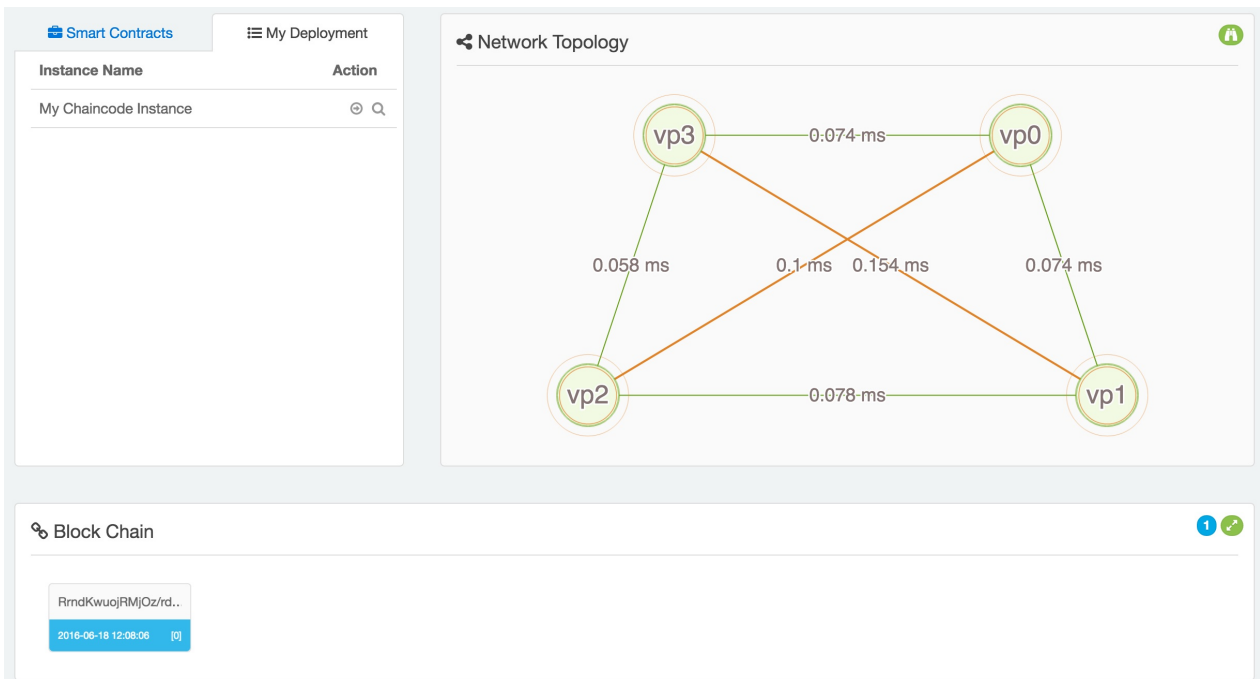 Smart Contracts
My Deployment
Instance Name Action
My Chaincode Instance
Network Topology
vp3 0.074 ms vp0
0.058 ms 0.1 ms 0.154 ms 0.074 ms
vp2 0.078 ms vp1
Block Chain
1
RrndKwuojRMjOz/rd..
2016-06-18 12:08:06 [0]